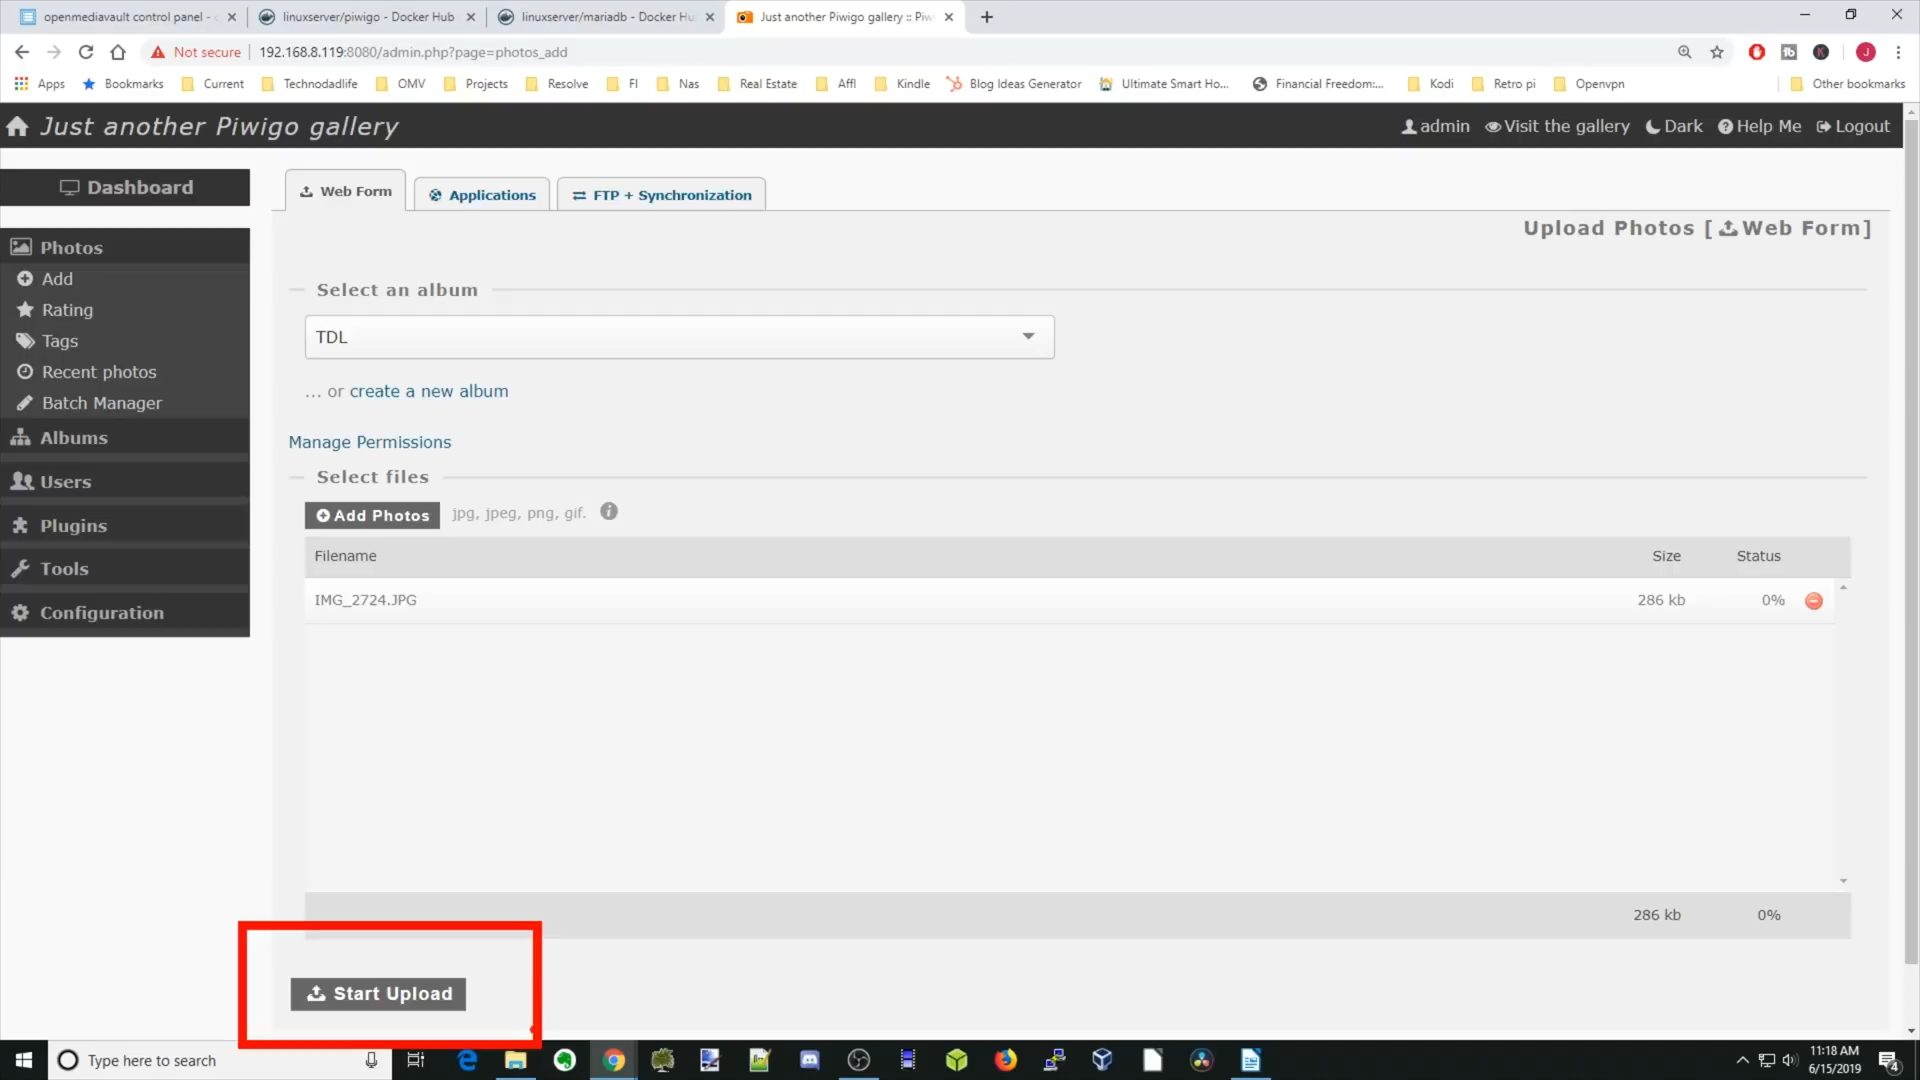 openmediavault control panel -
linuxserver/piwigo - Docker Hub
linuxserver/mariadb - Docker Hu
Just another Piwigo gallery :: Piw
Not secure
192.168.8.119:8080/admin.php?page=photos_add
Apps
Bookmarks
Current
Technodadlife
OMV
Projects
Resolve
FI
Nas
Real Estate
Affl
Kindle
Blog Ideas Generator
Ultimate Smart Ho...
Financial Freedom:...
Kodi
Retro pi
Openvpn
Other bookmarks
Just another Piwigo gallery
admin
Visit the gallery
Dark
Help Me
Logout
Dashboard
Photos
Add
Rating
Tags
Recent photos
Batch Manager
Albums
Users
Plugins
Tools
Configuration
Web Form
Applications
FTP + Synchronization
Upload Photos [ Web Form]
Select an album
TDL
... or create a new album
Manage Permissions
Select files
Add Photos
jpg, jpeg, png, gif.
Filename
Size
Status
IMG_2724.JPG
286 kb
0%
286 kb
0%
Start Upload
Type here to search
11:18 AM
6/15/2019
4